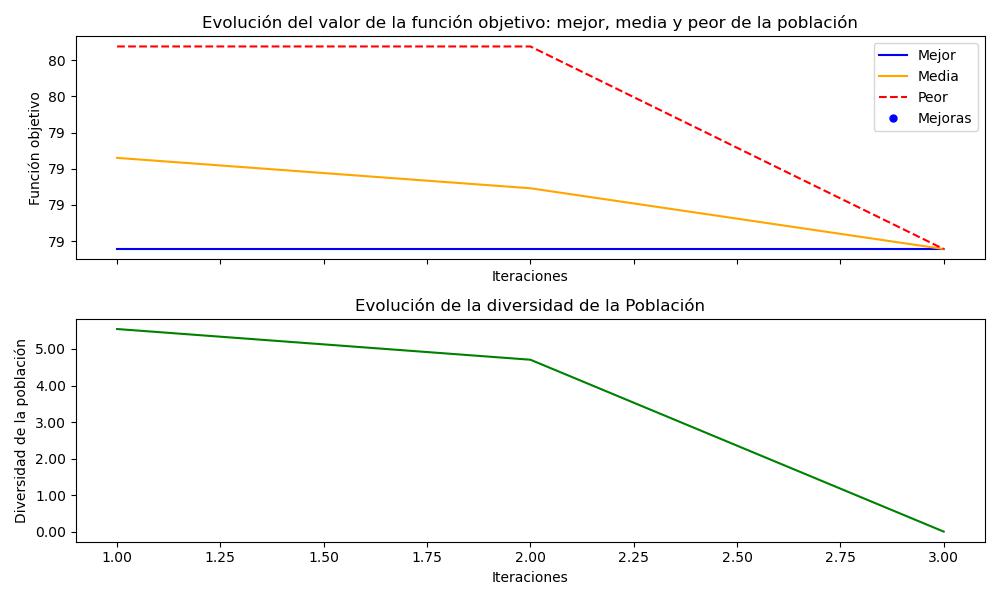 Evolución del valor de la función objetivo: mejor, media y peor de la población
Función objetivo
80
80
79
79
79
79
Mejor
Media
Peor
Mejoras
Iteraciones
Evolución de la diversidad de la Población
Diversidad de la población
5.00
4.00
3.00
2.00
1.00
0.00
1.00 1.25 1.50 1.75 2.00 2.25 2.50 2.75 3.00
Iteraciones